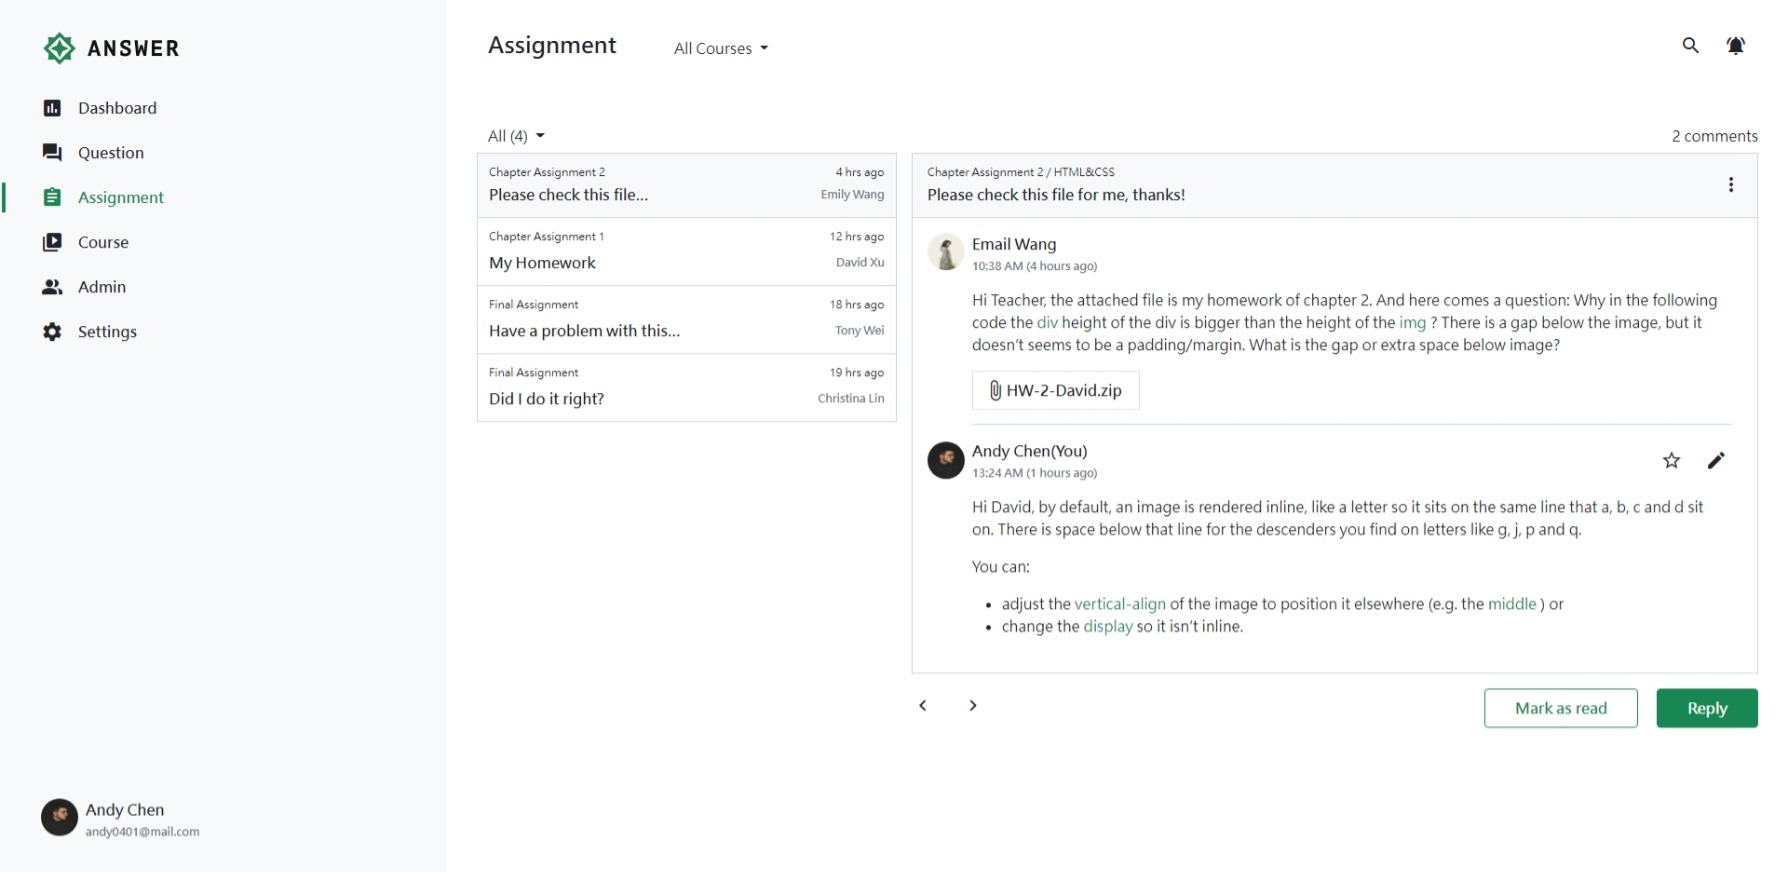 ANSWER
Dashboard
Question
Assignment
Course
Admin
Settings
Andy Chen
andy0401@mail.com
Assignment
All Courses
All (4)
2 comments
Chapter Assignment 2
4 hrs ago
Please check this file...
Emily Wang
Chapter Assignment 1
12 hrs ago
My Homework
David Xu
Final Assignment
18 hrs ago
Have a problem with this...
Tony Wei
Final Assignment
19 hrs ago
Did I do it right?
Christina Lin
Chapter Assignment 2 / HTML&CSS
Please check this file for me, thanks!
Email Wang
10:38 AM (4 hours ago)
Hi Teacher, the attached file is my homework of chapter 2. And here comes a question: Why in the following
code the div height of the div is bigger than the height of the img ? There is a gap below the image, but it
doesn't seems to be a padding/margin. What is the gap or extra space below image?
HW-2-David.zip
Andy Chen(You)
13:24 AM (1 hours ago)
Hi David, by default, an image is rendered inline, like a letter so it sits on the same line that a, b, c and d sit
on. There is space below that line for the descenders you find on letters like g, j, p and q.
You can:
• adjust the vertical-align of the image to position it elsewhere (e.g. the middle ) or
• change the display so it isn't inline.
Mark as read
Reply